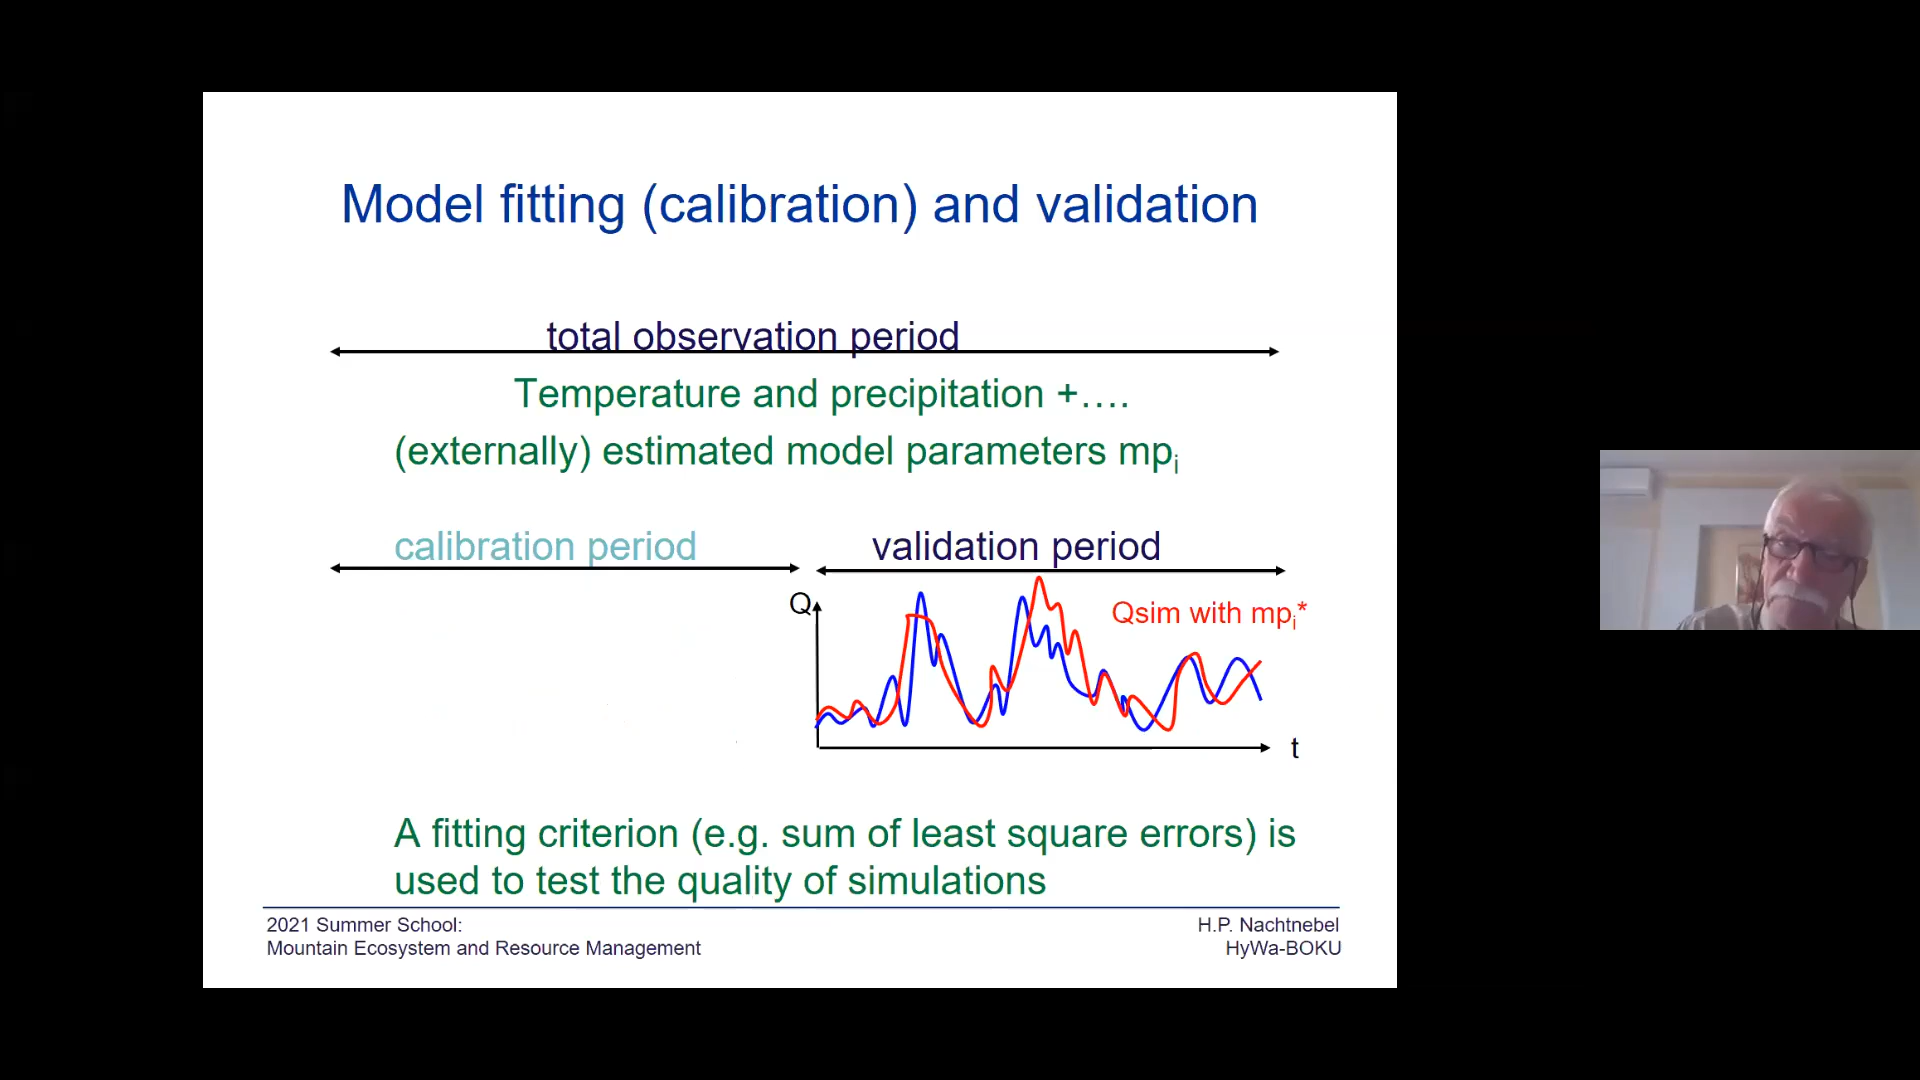 Model fitting (calibration) and validation
total observation period
Temperature and precipitation +….
(externally) estimated model parameters mpi
calibration period
validation period
Q
Qsim with mpi*
t
A fitting criterion (e.g. sum of least square errors) is
used to test the quality of simulations
2021 Summer School:
Mountain Ecosystem and Resource Management
H.P. Nachtnebel
HyWa-BOKU